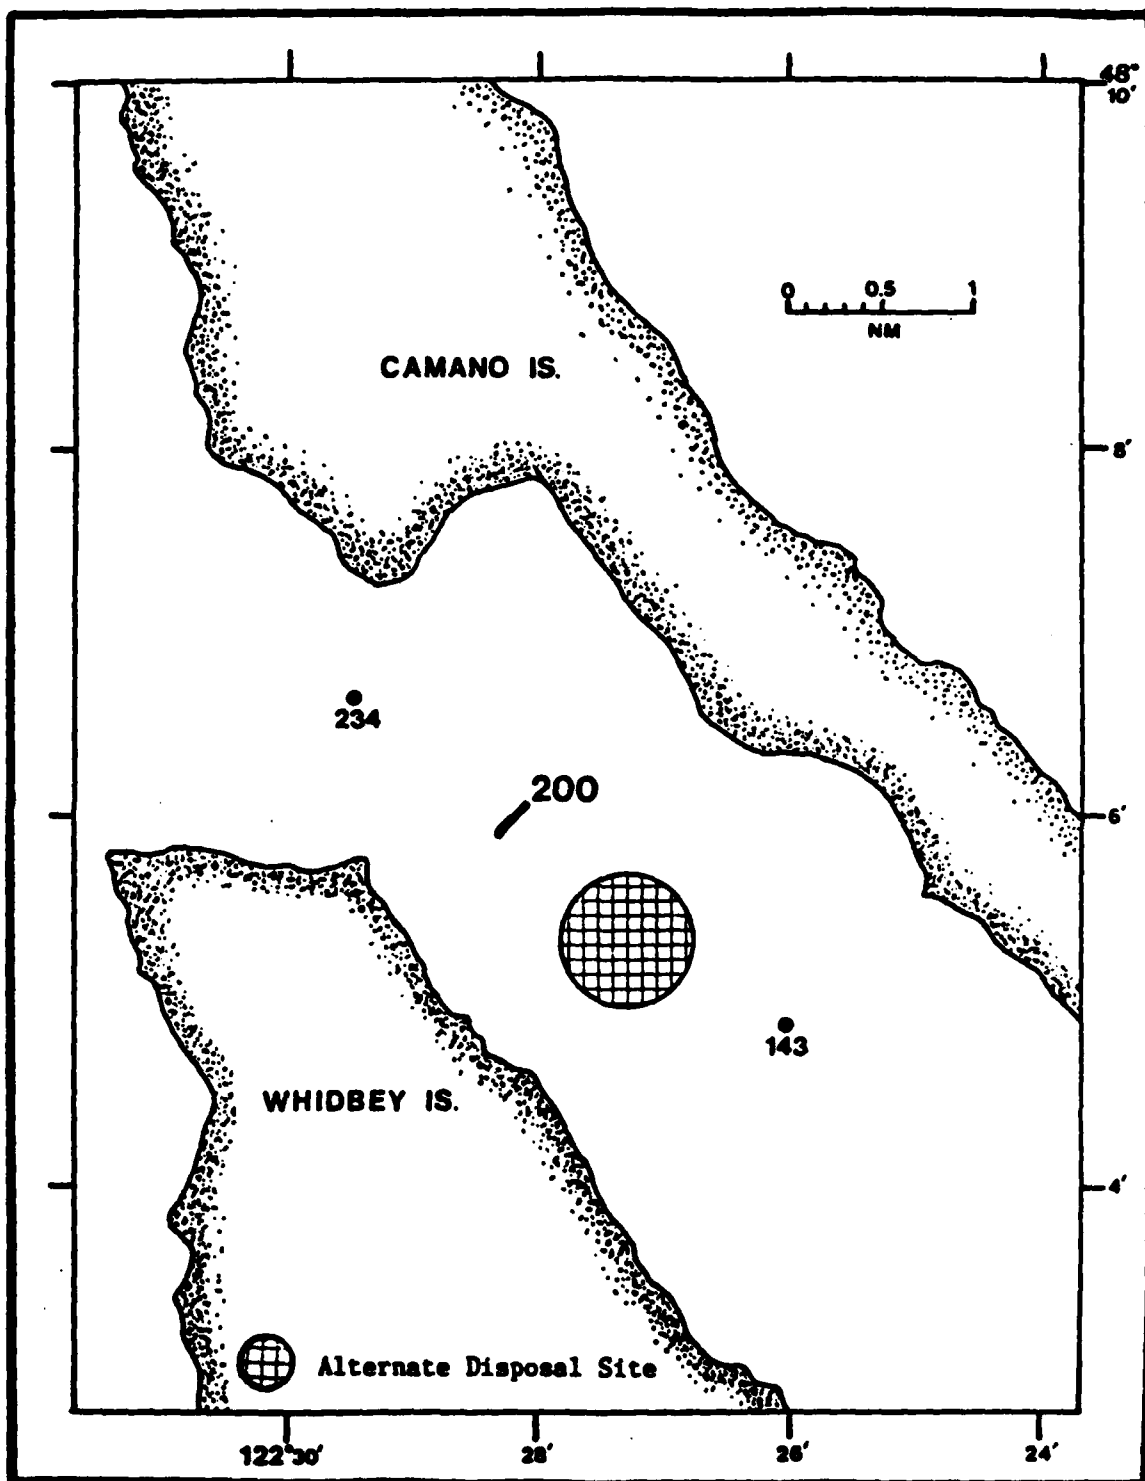 48°
10'
0 0.5 1
NM
CAMANO IS.
8'
234
200
6'
143
WHIDBEY IS.
4'
Alternate Disposal Site
122°30' 28' 26' 24'